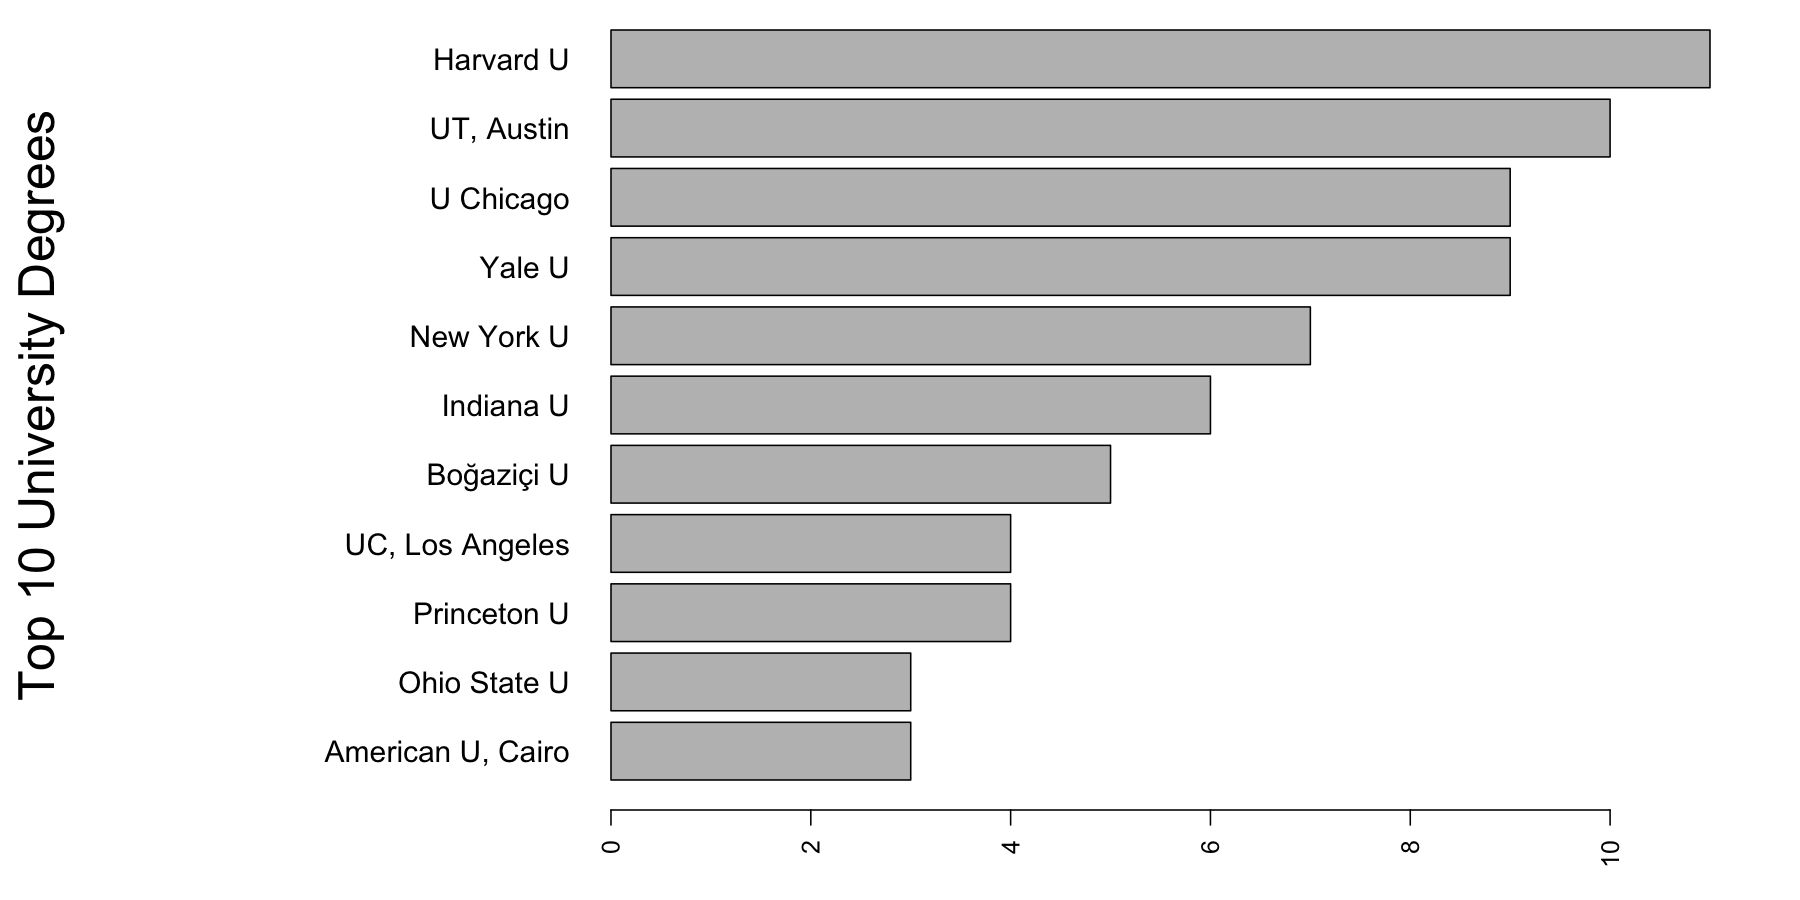 Top 10 University Degrees
Harvard U
UT, Austin
U Chicago
Yale U
New York U
Indiana U
Boğaziçi U
UC, Los Angeles
Princeton U
Ohio State U
American U, Cairo
0 2 4 6 8 10